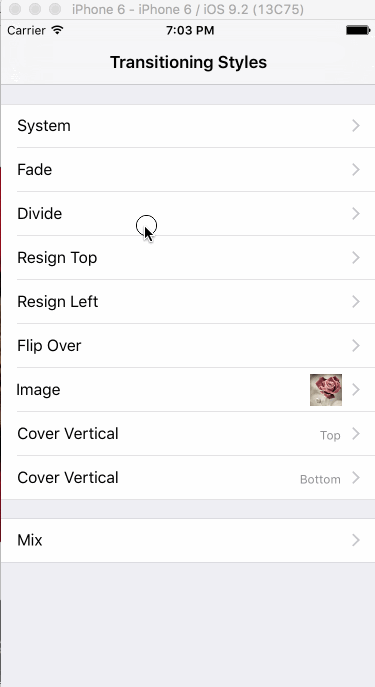 iPhone 6 - iPhone 6 / iOS 9.2 (13C75)
Carrier 7:03 PM
Transitioning Styles
System
Fade
Divide
Resign Top
Resign Left
Flip Over
Image
Cover Vertical Top
Cover Vertical Bottom
Mix